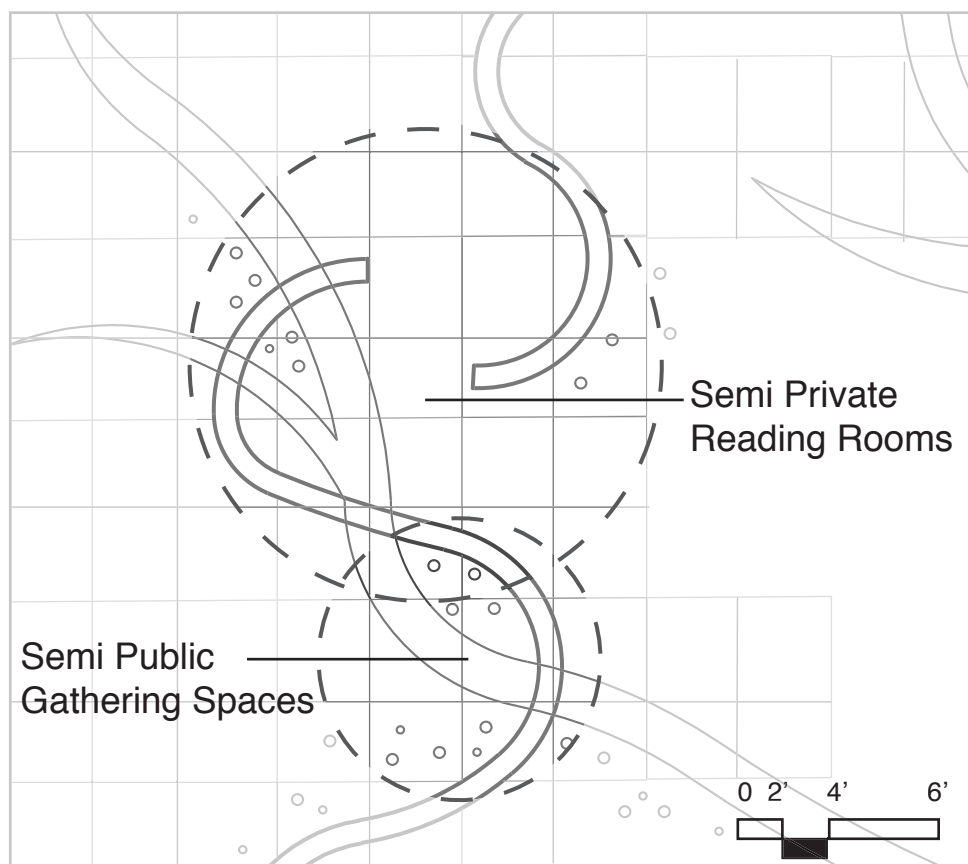 Semi Private
Reading Rooms
Semi Public
Gathering Spaces
0 2’ 4’ 6’